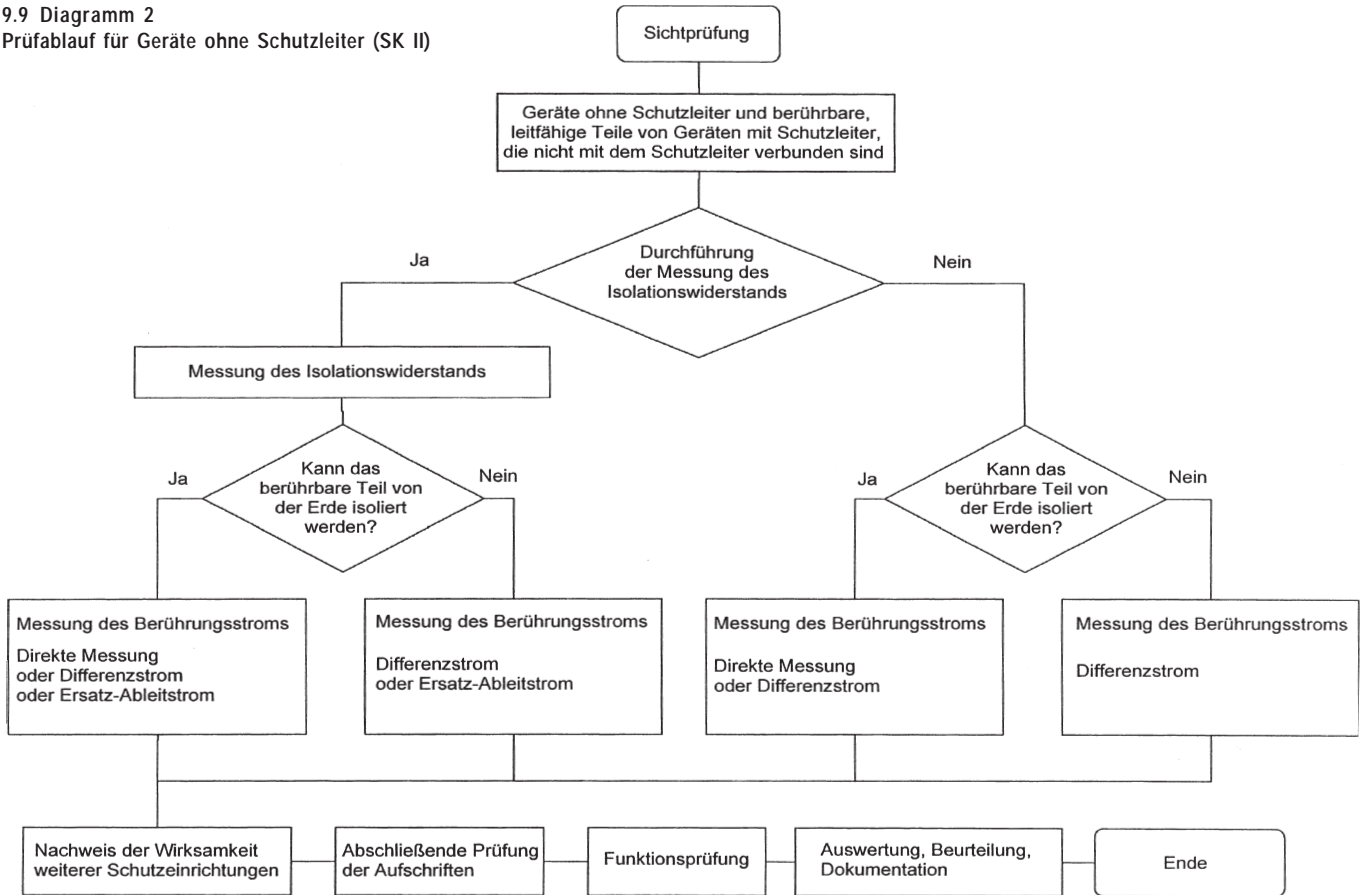 9.9 Diagramm 2
Prüfablauf für Geräte ohne Schutzleiter (SK II)
Sichtprüfung
Geräte ohne Schutzleiter und berührbare,
leitfähige Teile von Geräten mit Schutzleiter,
die nicht mit dem Schutzleiter verbunden sind
Durchführung
der Messung des
Isolationswiderstands
Ja
Nein
Messung des Isolationswiderstands
Kann das
berührbare Teil von
der Erde isoliert
werden?
Ja
Nein
Kann das
berührbare Teil von
der Erde isoliert
werden?
Ja
Nein
Messung des Berührungsstroms
Direkte Messung
oder Differenzstrom
oder Ersatz-Ableitstrom
Messung des Berührungsstroms
Differenzstrom
oder Ersatz-Ableitstrom
Messung des Berührungsstroms
Direkte Messung
oder Differenzstrom
Messung des Berührungsstroms
Differenzstrom
Nachweis der Wirksamkeit
weiterer Schutzeinrichtungen
Abschließende Prüfung
der Aufschriften
Funktionsprüfung
Auswertung, Beurteilung,
Dokumentation
Ende